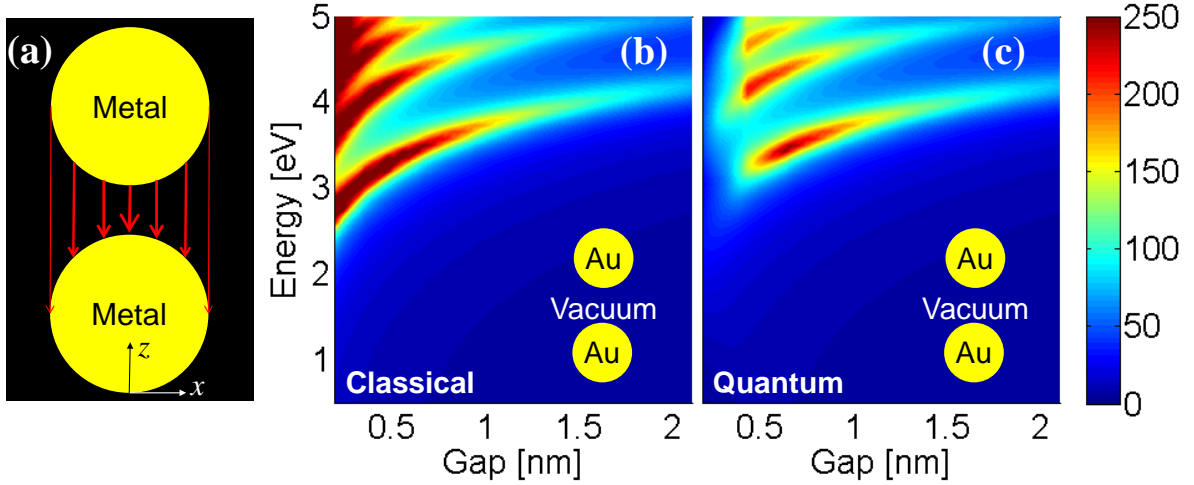 (a)
Metal
Metal
z
x
Energy [eV]
5
4
3
2
1
(b)
Au
Vacuum
Au
Classical
0.5
1
1.5
2
Gap [nm]
(c)
Au
Vacuum
Au
Quantum
0.5
1
1.5
2
Gap [nm]
250
200
150
100
50
0